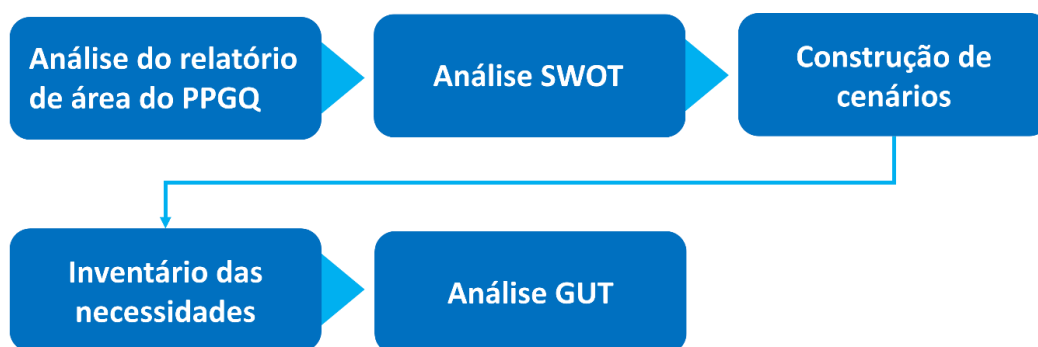 Análise do relatório
de área do PPGQ
Análise SWOT
Construção de
cenários
Inventário das
necessidades
Análise GUT